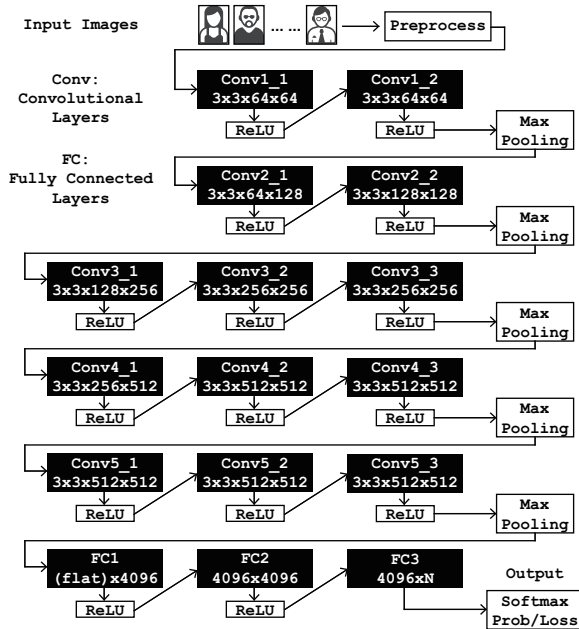 Input Images
... ...
Preprocess
Conv:
Convolutional
Layers
Conv1_1
3x3x64x64
ReLU
Conv1_2
3x3x64x64
ReLU
Max
Pooling
FC:
Fully Connected
Layers
Conv2_1
3x3x64x128
ReLU
Conv2_2
3x3x128x128
ReLU
Max
Pooling
Conv3_1
3x3x128x256
ReLU
Conv3_2
3x3x256x256
ReLU
Conv3_3
3x3x256x256
ReLU
Max
Pooling
Conv4_1
3x3x256x512
ReLU
Conv4_2
3x3x512x512
ReLU
Conv4_3
3x3x512x512
ReLU
Max
Pooling
Conv5_1
3x3x512x512
ReLU
Conv5_2
3x3x512x512
ReLU
Conv5_3
3x3x512x512
ReLU
Max
Pooling
FC1
(flat)x4096
ReLU
FC2
4096x4096
ReLU
FC3
4096xN
Output
Softmax
Prob/Loss